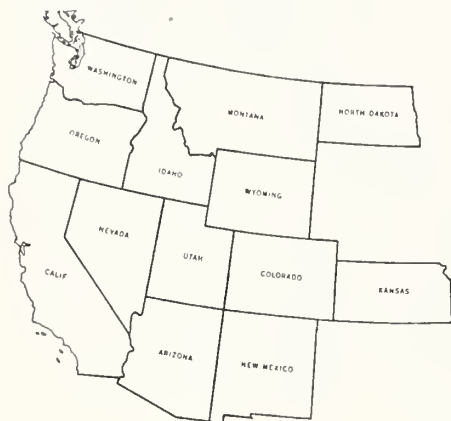 WASHINGTON
MONTANA
NORTH DAKOTA
OREGON
IDAHO
WYOMING
NEVADA
UTAH
COLORADO
CALIF
KANSAS
ARIZONA
NEW MEXICO